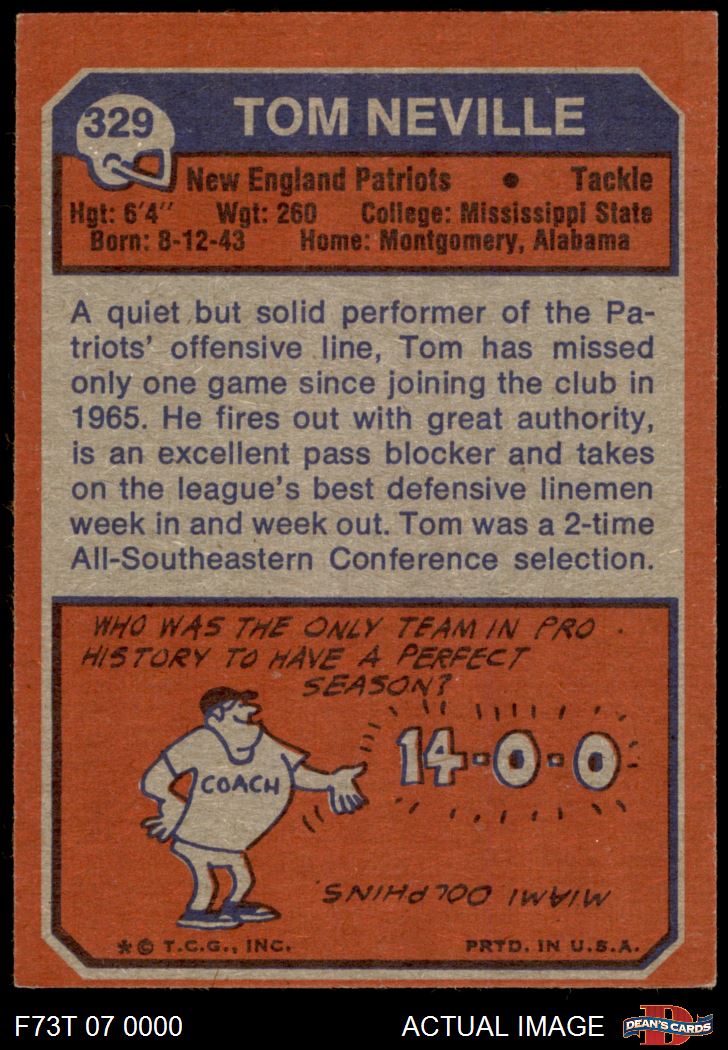 329
TOM NEVILLE
New England Patriots • Tackle
Hgt: 6'4" Wgt: 260 College: Mississippi State
Born: 8-12-43 Home: Montgomery, Alabama
A quiet but solid performer of the Pa-
triots' offensive line, Tom has missed
only one game since joining the club in
1965. He fires out with great authority,
is an excellent pass blocker and takes
on the league's best defensive linemen
week in and week out. Tom was a 2-time
All-Southeastern Conference selection.
WHO WAS THE ONLY TEAM IN PRO
HISTORY TO HAVE A PERFECT
SEASON?
14-0-0
COACH
MIAMI DOLPHINS
*© T.C.G., INC. PRTD. IN U.S.A.
F73T 07 0000 ACTUAL IMAGE
D
DEAN'S CARDS